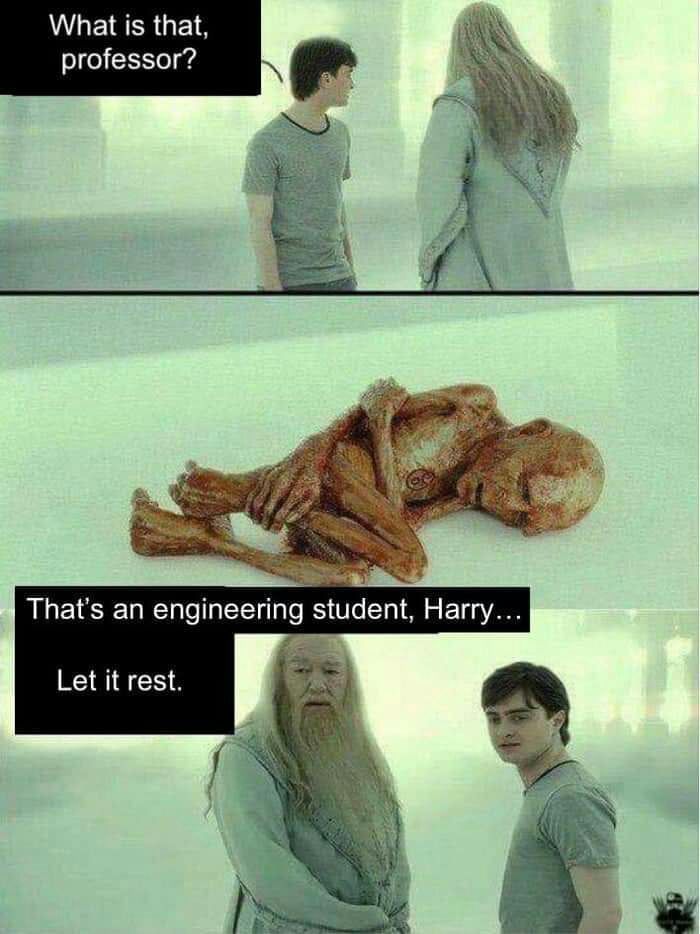 What is that,
professor?
That’s an engineering student, Harry…
Let it rest.